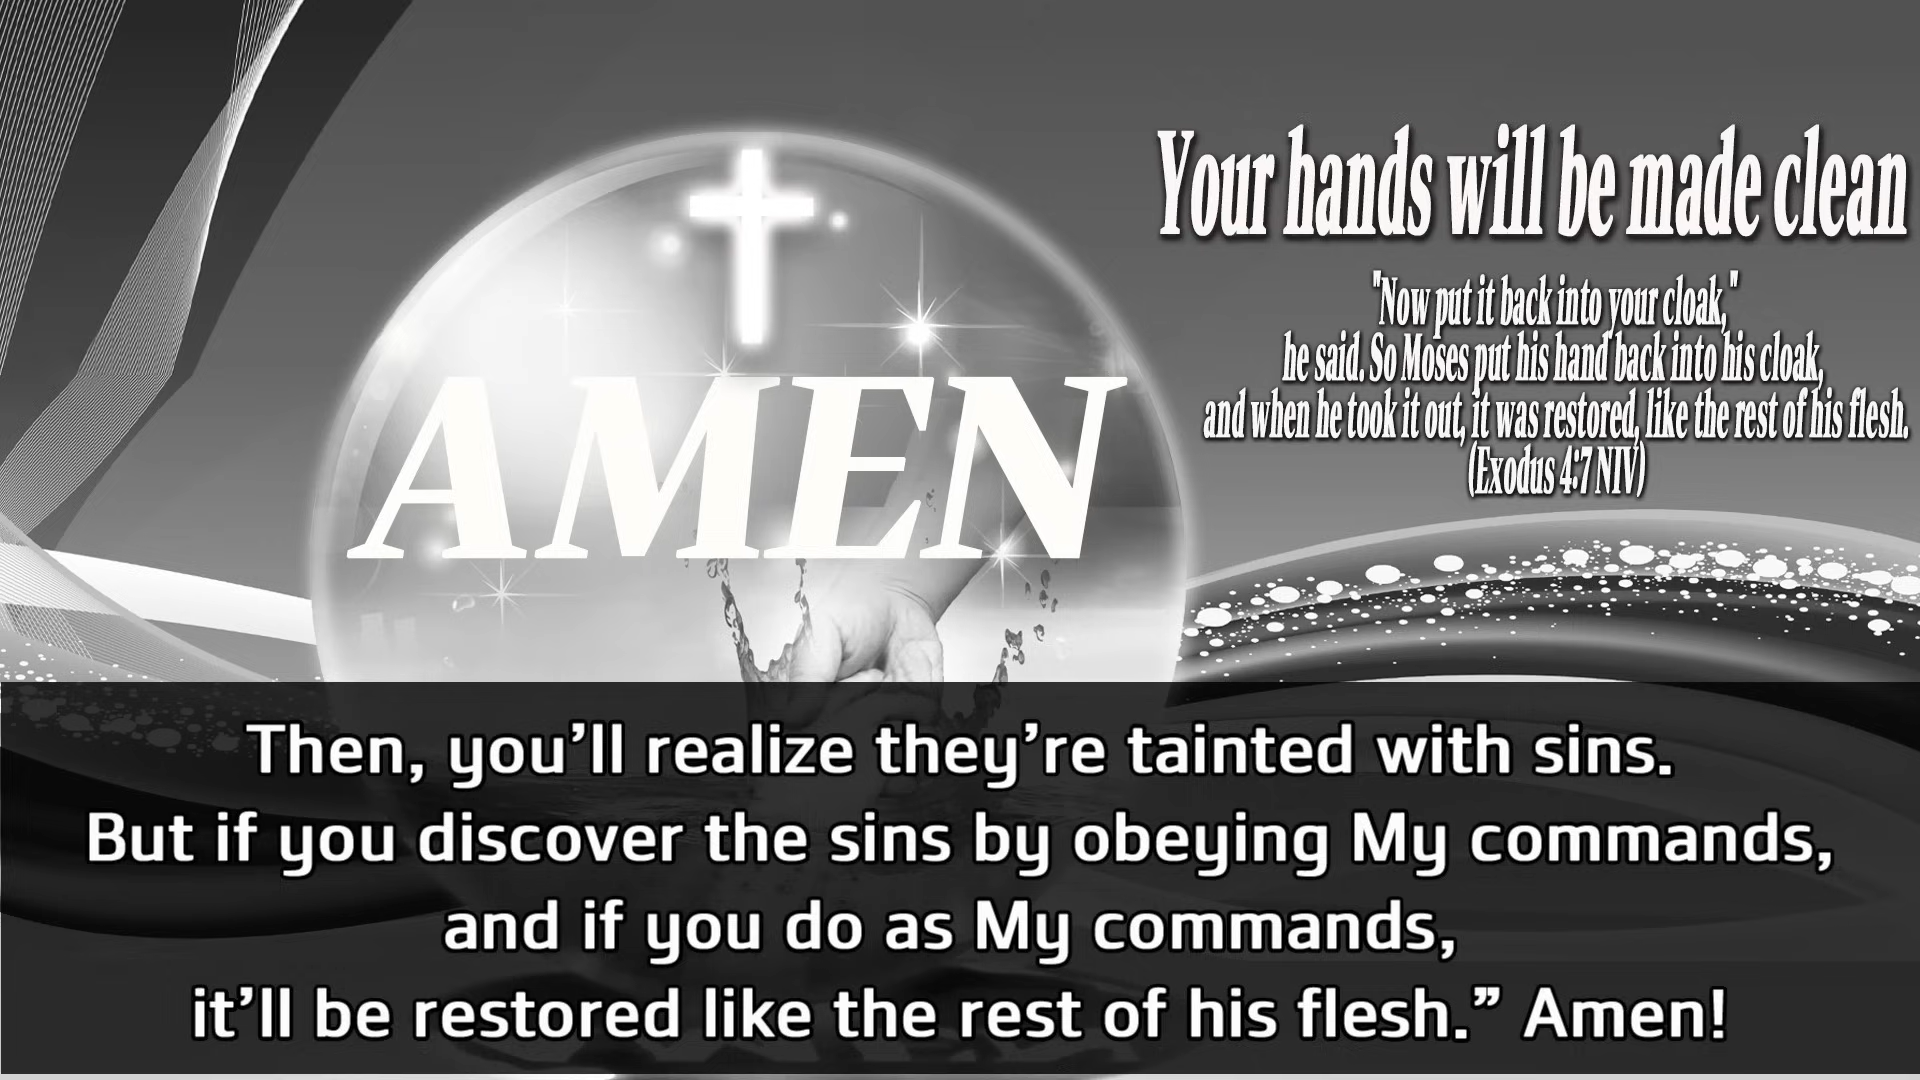 AMEN
Your hands will be made clean
"Now put it back into your cloak,"
he said. So Moses put his hand back into his cloak,
and when he took it out, it was restored, like the rest of his flesh.
(Exodus 4:7 NIV)
Then, you’ll realize they’re tainted with sins.
But if you discover the sins by obeying My commands,
and if you do as My commands,
it’ll be restored like the rest of his flesh.” Amen!